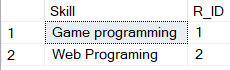 Skill R_ID
1 Game programming 1
2 Web Programing 2